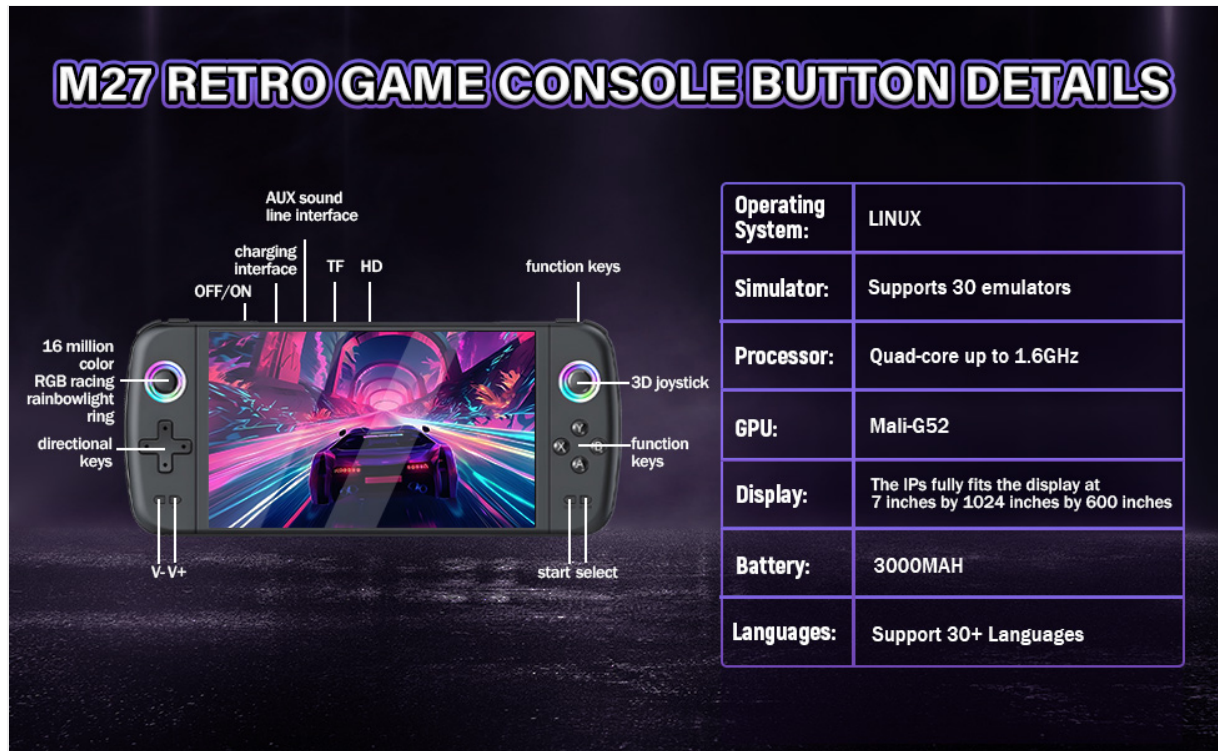 M27 RETRO GAME CONSOLE BUTTON DETAILS
AUX sound
line interface
charging
interface
TF
HD
OFF/ON
function keys
16 million
color
RGB racing
rainbowlight
ring
3D joystick
directional
keys
Y
X
B
A
function
keys
V-
V+
start
select
Operating
System:
LINUX
Simulator:
Supports 30 emulators
Processor:
Quad-core up to 1.6GHz
GPU:
Mali-G52
Display:
The IPs fully fits the display at
7 inches by 1024 inches by 600 inches
Battery:
3000MAH
Languages:
Support 30+ Languages